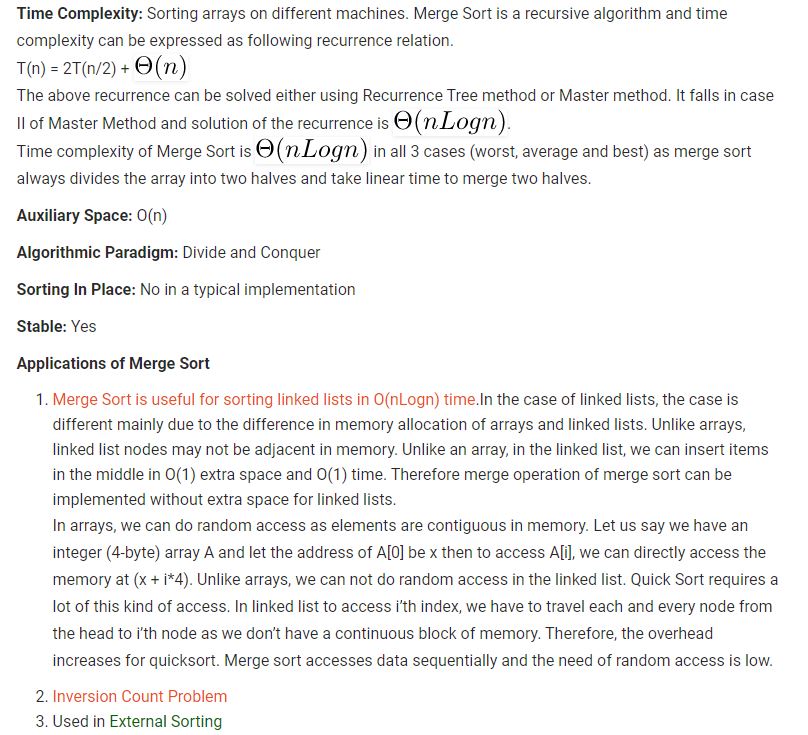 Time Complexity: Sorting arrays on different machines. Merge Sort is a recursive algorithm and time
complexity can be expressed as following recurrence relation.
T(n) = 2T(n/2) + Θ(n)
The above recurrence can be solved either using Recurrence Tree method or Master method. It falls in case
II of Master Method and solution of the recurrence is Θ(nLogn).
Time complexity of Merge Sort is Θ(nLogn) in all 3 cases (worst, average and best) as merge sort
always divides the array into two halves and take linear time to merge two halves.
Auxiliary Space: O(n)
Algorithmic Paradigm: Divide and Conquer
Sorting In Place: No in a typical implementation
Stable: Yes
Applications of Merge Sort
1. Merge Sort is useful for sorting linked lists in O(nLogn) time.In the case of linked lists, the case is
different mainly due to the difference in memory allocation of arrays and linked lists. Unlike arrays,
linked list nodes may not be adjacent in memory. Unlike an array, in the linked list, we can insert items
in the middle in O(1) extra space and O(1) time. Therefore merge operation of merge sort can be
implemented without extra space for linked lists.
In arrays, we can do random access as elements are contiguous in memory. Let us say we have an
integer (4-byte) array A and let the address of A[0] be x then to access A[i], we can directly access the
memory at (x + i*4). Unlike arrays, we can not do random access in the linked list. Quick Sort requires a
lot of this kind of access. In linked list to access i'th index, we have to travel each and every node from
the head to i'th node as we don't have a continuous block of memory. Therefore, the overhead
increases for quicksort. Merge sort accesses data sequentially and the need of random access is low.
2. Inversion Count Problem
3. Used in External Sorting